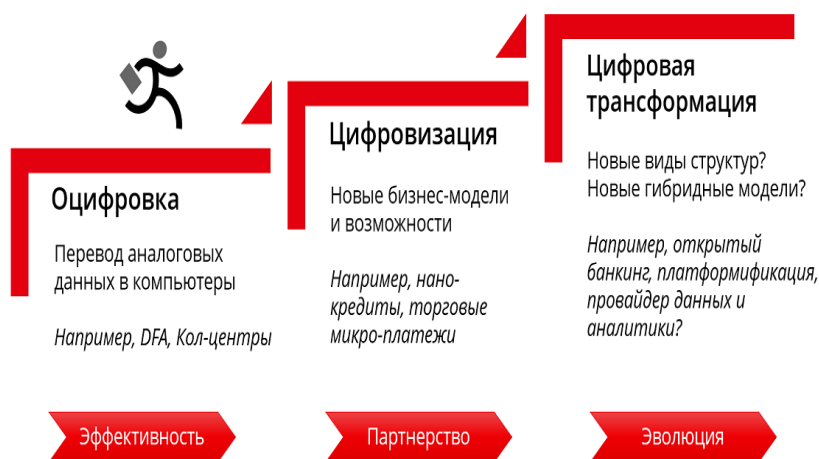 Оцифровка
Перевод аналоговых
данных в компьютеры
Например, DFA, Кол-центры
Эффективность
Цифровизация
Новые бизнес-модели
и возможности
Например, нано-
кредиты, торговые
микро-платежи
Партнерство
Цифровая
трансформация
Новые виды структур?
Новые гибридные модели?
Например, открытый
банкинг, платформификация,
провайдер данных и
аналитики?
Эволюция